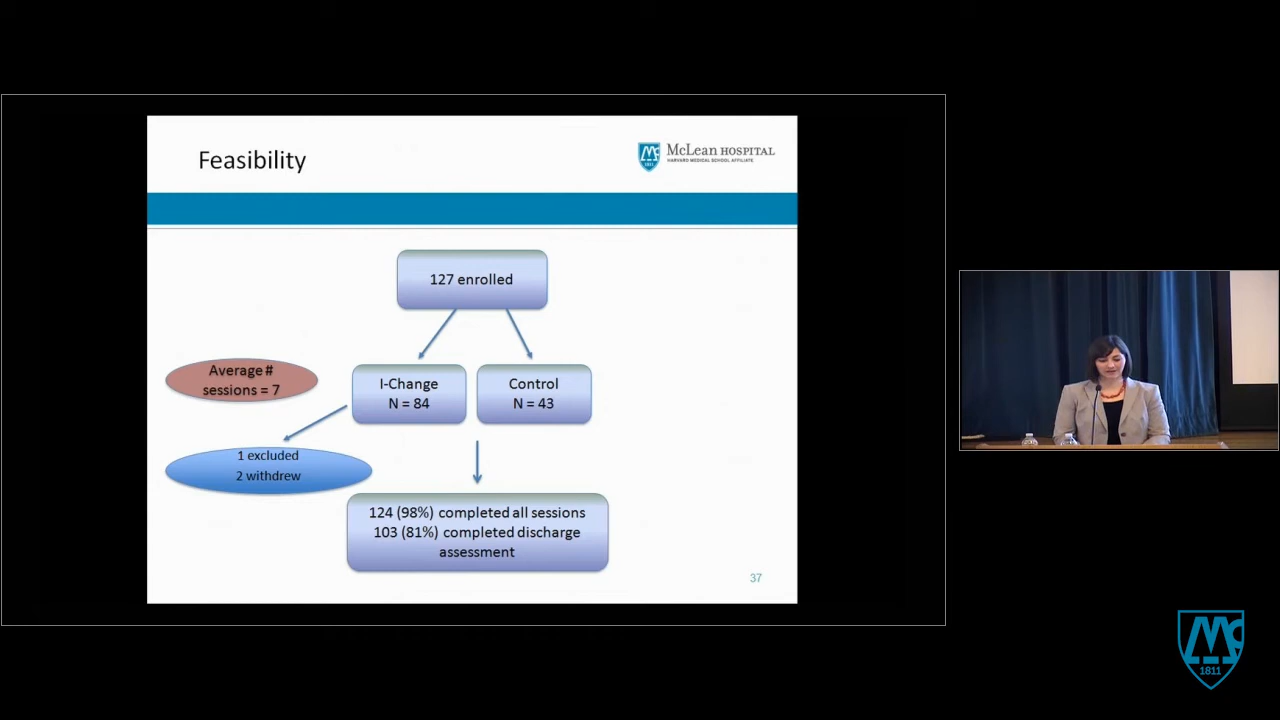 Feasibility
McLean HOSPITAL
HARVARD MEDICAL SCHOOL AFFILIATE
127 enrolled
Average #
sessions = 7
I-Change
N = 84
Control
N = 43
1 excluded
2 withdrew
124 (98%) completed all sessions
103 (81%) completed discharge
assessment
37
1811